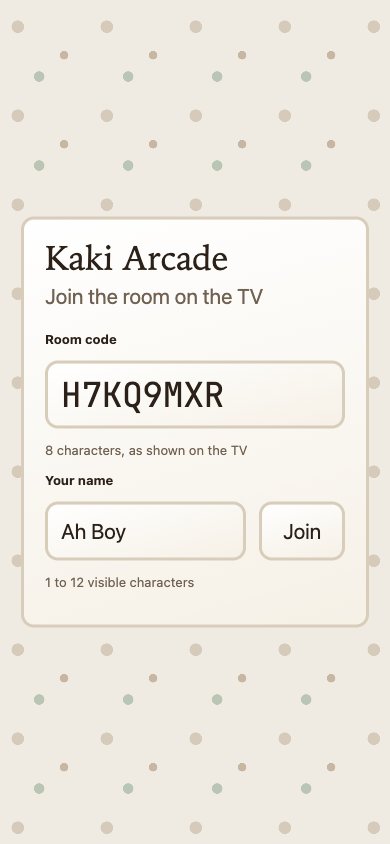 Kaki Arcade
Join the room on the TV
Room code
H7KQ9MXR
8 characters, as shown on the TV
Your name
Ah Boy
Join
1 to 12 visible characters